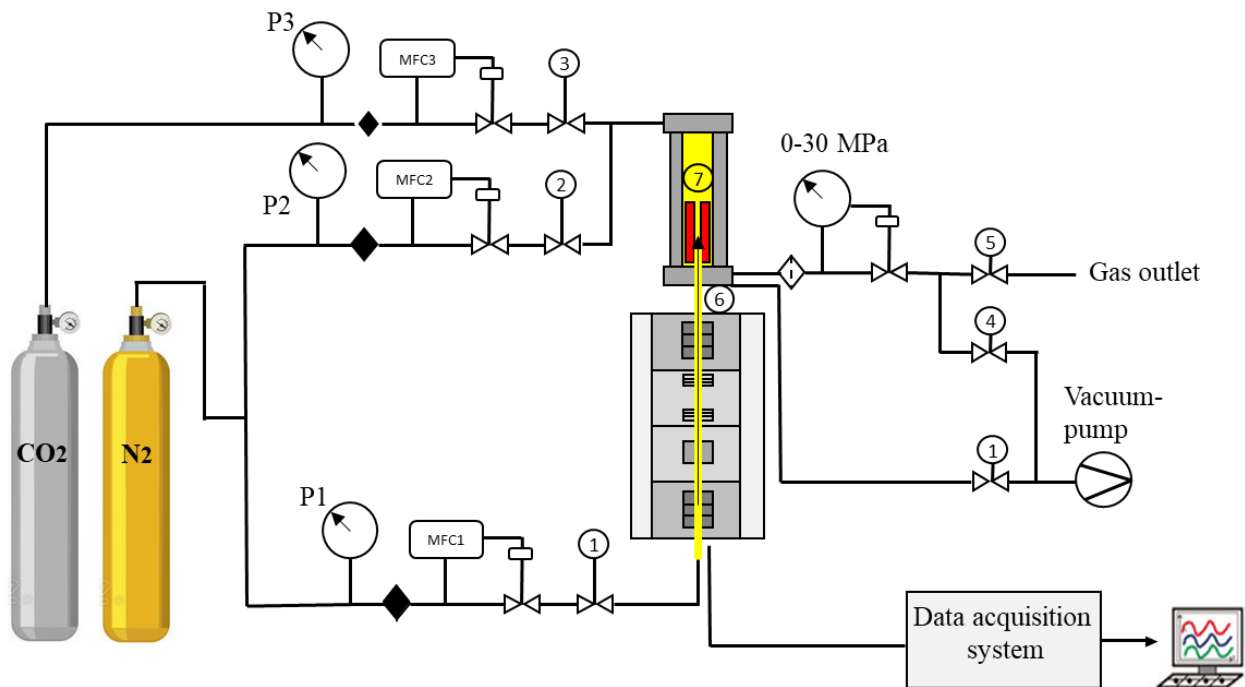 P3
MFC3
3
P2
MFC2
2
7
0-30 MPa
5
Gas outlet
6
4
CO2
N2
Vacuum-
pump
1
P1
MFC1
1
Data acquisition
system